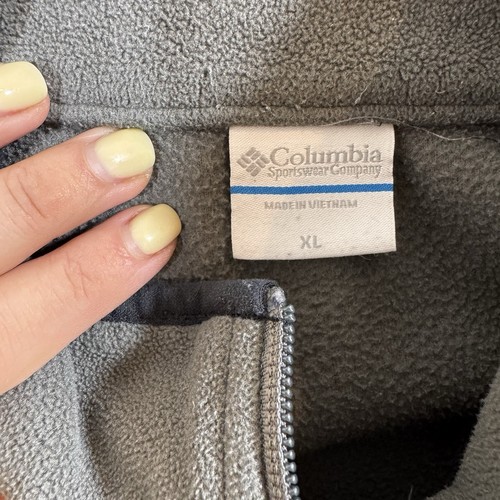 Columbia
Sportswear Company
MADE IN VIETNAM
XL